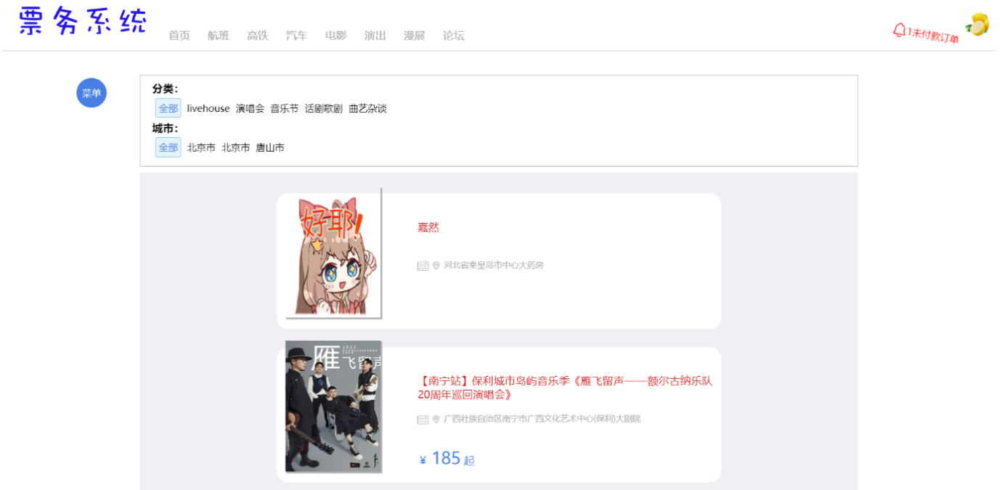 票务系统
首页 航班 高铁 汽车 电影 演出 漫展 论坛
1未付款订单
菜单
分类：
全部 livehouse 演唱会 音乐节 话剧歌剧 曲艺杂谈
城市：
全部 北京市 北京市 唐山市
好耶!
嘉然
河北省秦皇岛市中心大药房
2022
雁飞留声
【南宁站】保利城市岛屿音乐季《雁飞留声——额尔古纳乐队
20周年巡回演唱会》
广西壮族自治区南宁市广西文化艺术中心(保利)大剧院
¥ 185 起